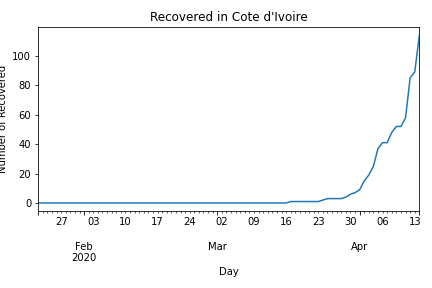 Recovered in Cote d'Ivoire
Number of Recovered
100
80
60
40
20
0
27 03 10 17 24 02 09 16 23 30 06 13
Feb Mar Apr
2020
Day